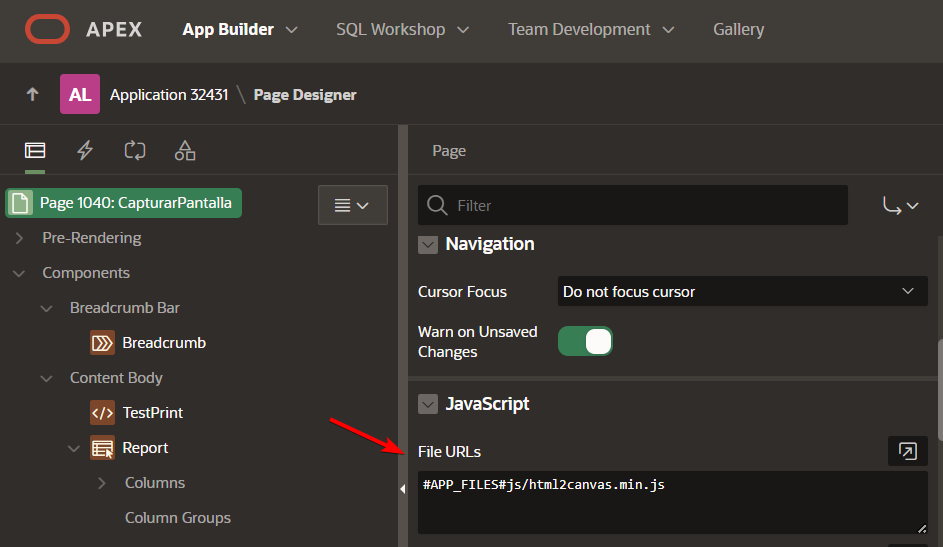 APEX App Builder SQL Workshop Team Development Gallery
AL Application 32431 \ Page Designer
Page
Page 1040: CapturarPantalla
Pre-Rendering
Components
Breadcrumb Bar
Breadcrumb
Content Body
</> TestPrint
Report
Columns
Column Groups
Filter
Navigation
Cursor Focus Do not focus cursor
Warn on Unsaved
Changes
JavaScript
File URLs
#APP_FILES#js/html2canvas.min.js